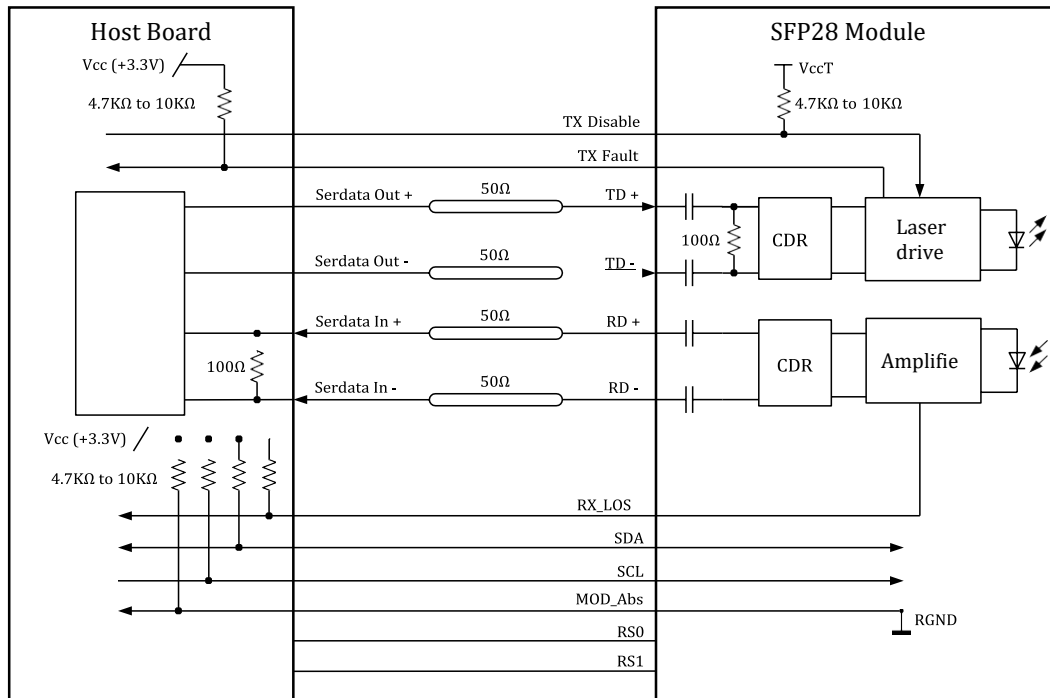 Host Board
SFP28 Module
Vcc (+3.3V)
VccT
4.7KΩ to 10KΩ
4.7KΩ to 10KΩ
TX Disable
TX Fault
Serdata Out +
50Ω
TD +
100Ω
CDR
Laser
drive
Serdata Out -
50Ω
TD -
Serdata In +
50Ω
RD +
100Ω
CDR
Amplifie
Serdata In -
50Ω
RD -
Vcc (+3.3V)
4.7KΩ to 10KΩ
RX_LOS
SDA
SCL
MOD_Abs
RGND
RS0
RS1